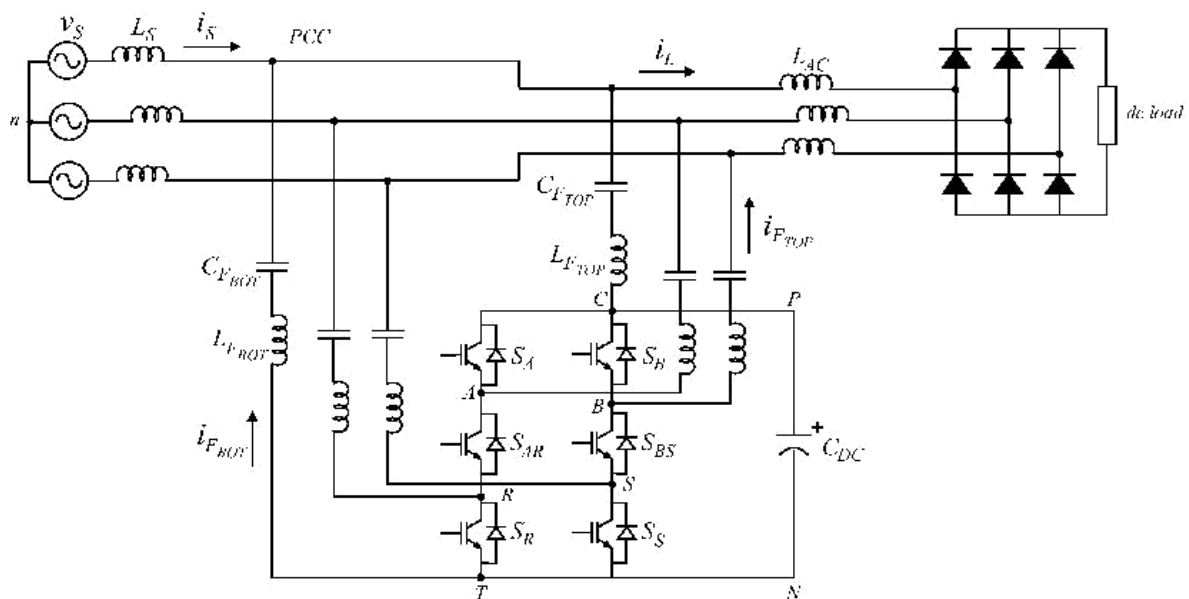 v_S
L_S
i_S
PCC
i_L
L_AC
n
dc load
C_F_TOP
i_F_TOP
L_F_TOP
C_F_BOT
C
P
L_F_BOT
S_A
S_B
A
B
i_F_BOT
S_AR
S_BS
+
C_DC
R
S
S_R
S_S
T
N